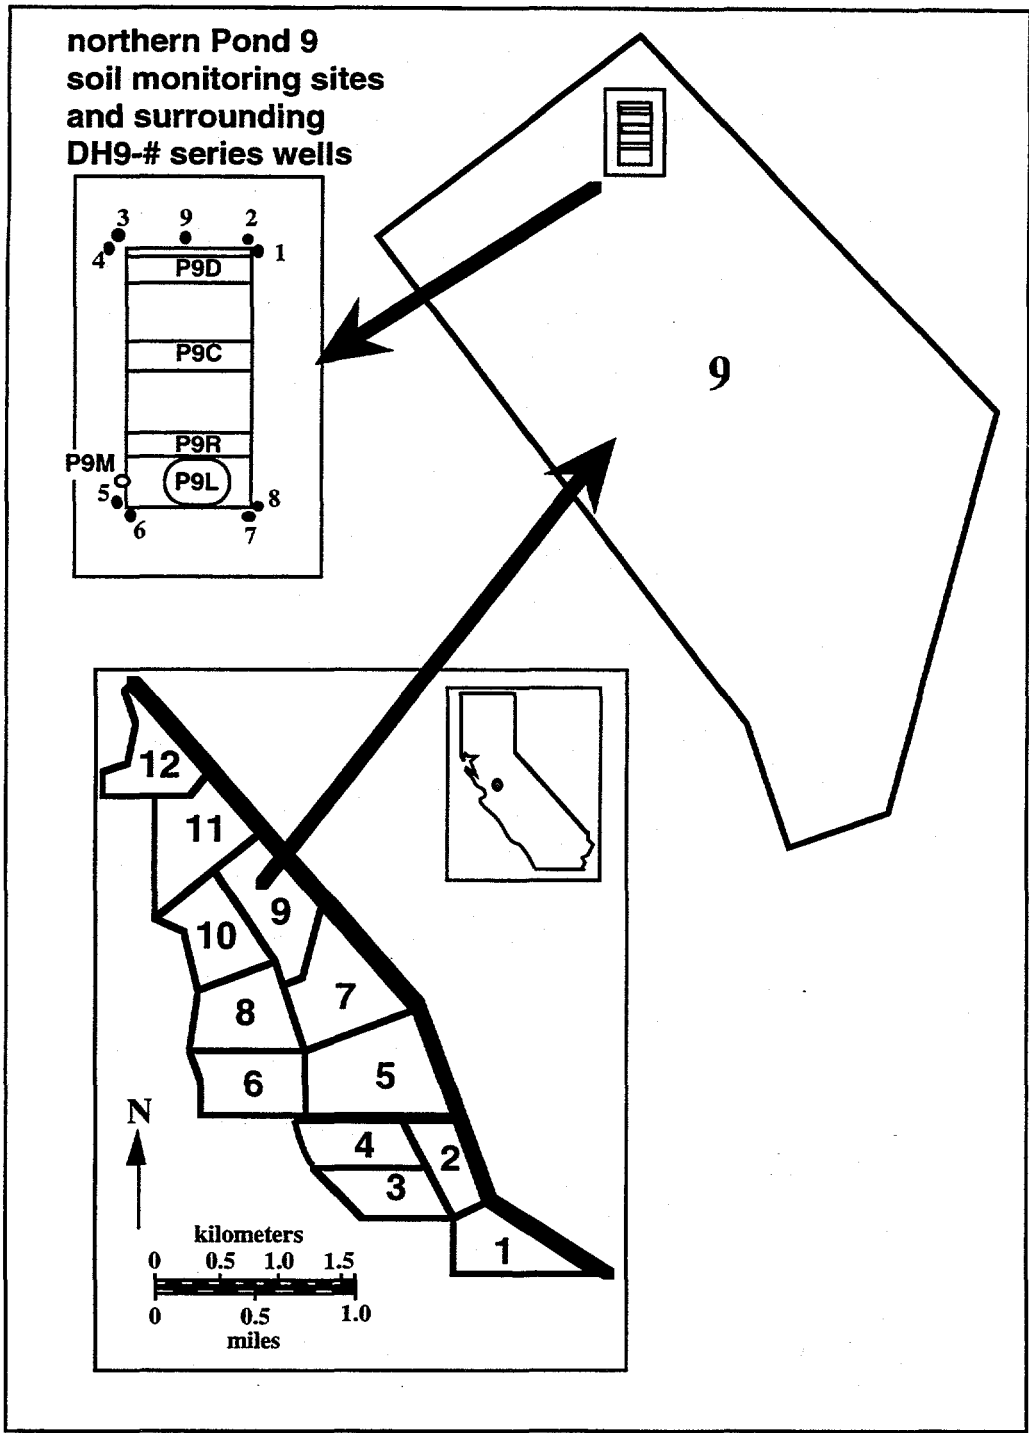 northern Pond 9
soil monitoring sites
and surrounding
DH9-# series wells
3 9 2
4 1
P9D
P9C
P9R
P9M
P9L
5 8
6 7
9
12
11
9
10
7
8
5
6
N
4
2
3
1
kilometers
0 0.5 1.0 1.5
0 0.5 1.0
miles